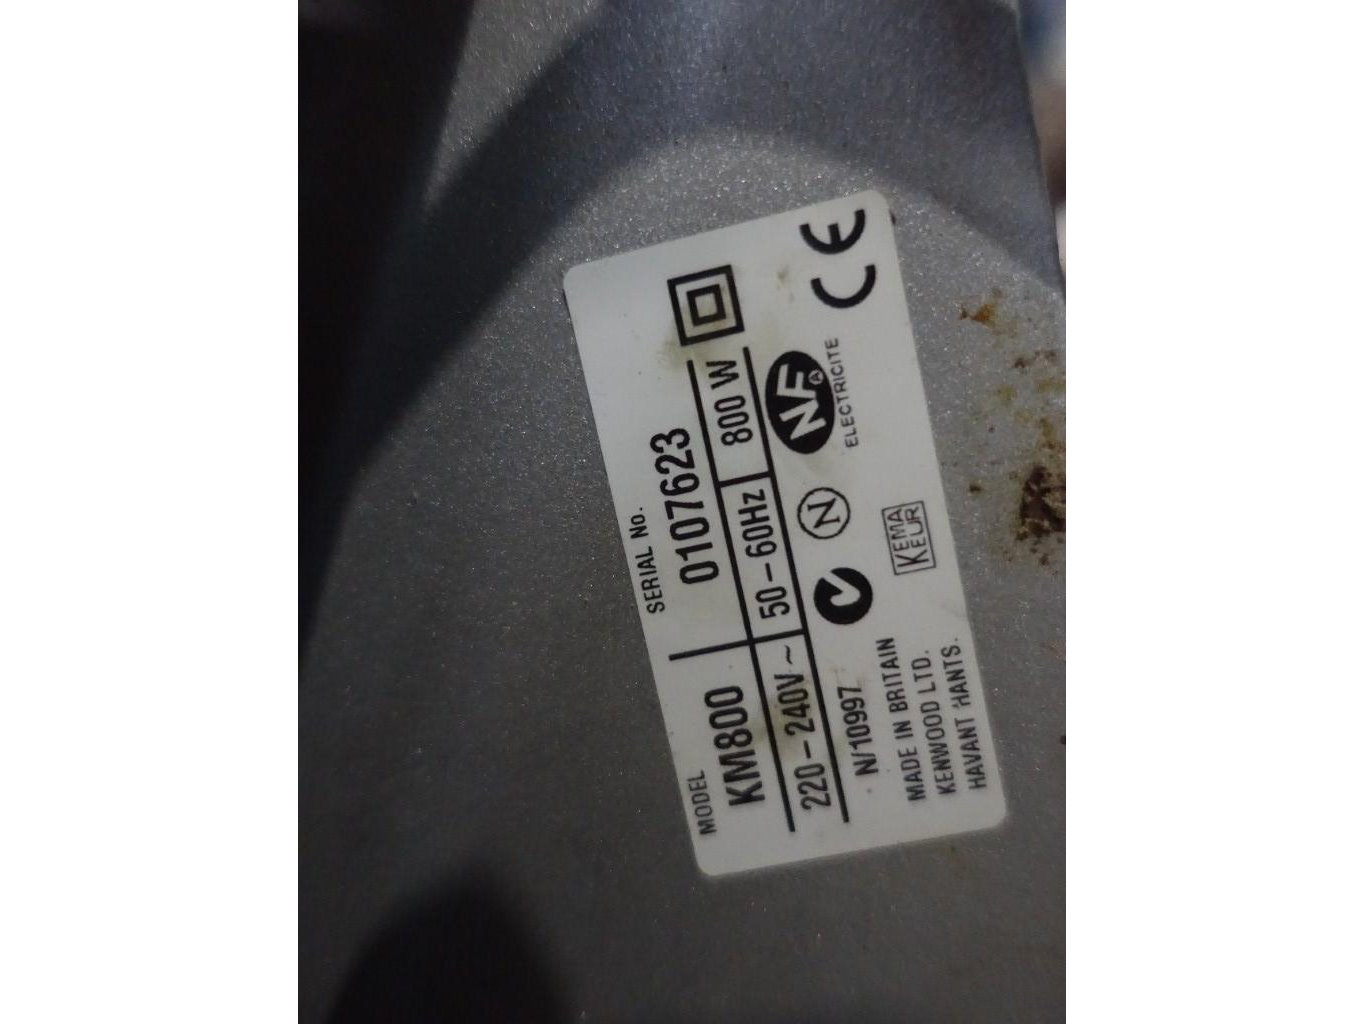 MODEL
KM800
SERIAL No.
0107623
220–240V ~
50–60Hz
800 W
N/10997
N
NF
A
ELECTRICITE
CE
MADE IN BRITAIN
KENWOOD LTD.
HAVANT HANTS.
KEMA
KEUR